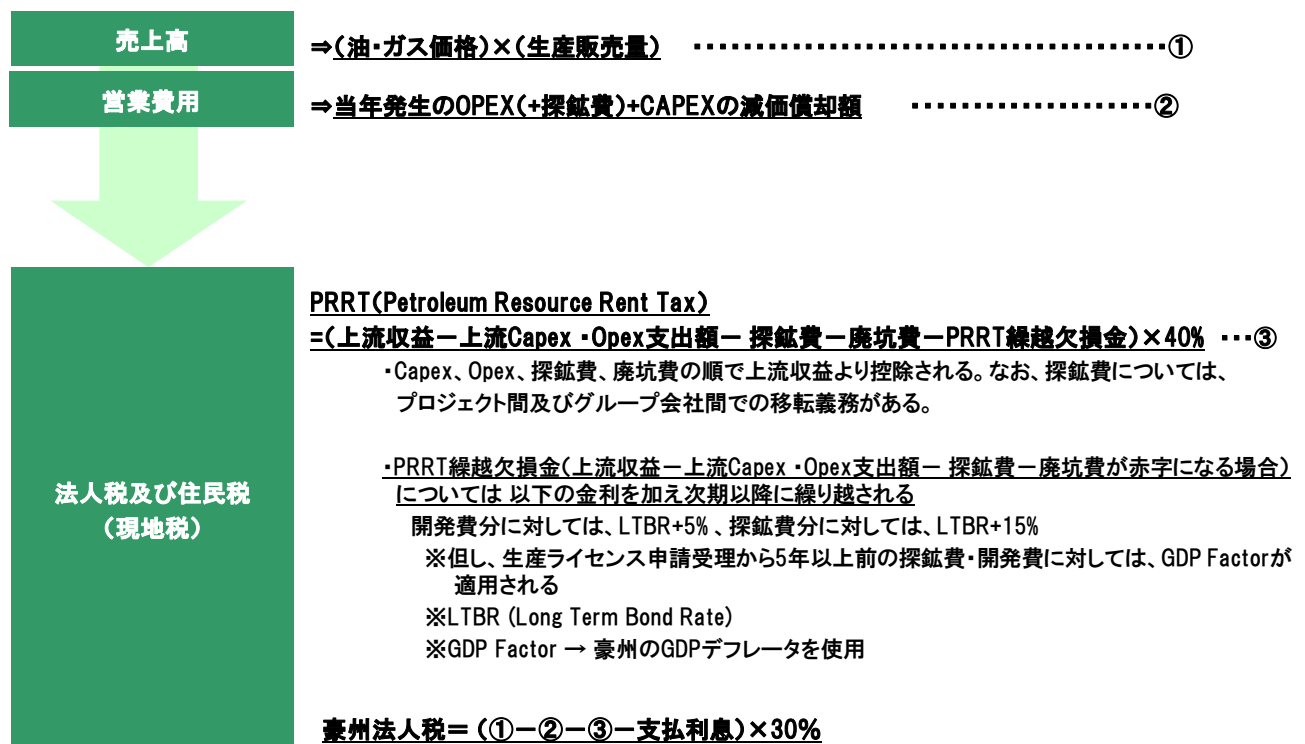 売上高
⇒(油・ガス価格)×(生産販売量) ・・・・・・・・・・・・・・・・・・・・・・・・・・・・・・・・・・・・・・①
営業費用
⇒当年発生のOPEX(+探鉱費)+CAPEXの減価償却額 ・・・・・・・・・・・・・・・・・・・②
PRRT(Petroleum Resource Rent Tax)
=(上流収益－上流Capex・Opex支出額－ 探鉱費－廃坑費－PRRT繰越欠損金)×40% ・・・③
・Capex、Opex、探鉱費、廃坑費の順で上流収益より控除される。なお、探鉱費については、
プロジェクト間及びグループ会社間での移転義務がある。
・PRRT繰越欠損金(上流収益－上流Capex・Opex支出額－ 探鉱費－廃坑費が赤字になる場合)
については 以下の金利を加え次期以降に繰り越される
法人税及び住民税
(現地税)
開発費分に対しては、LTBR+5% 、探鉱費分に対しては、LTBR+15%
※但し、生産ライセンス申請受理から5年以上前の探鉱費・開発費に対しては、GDP Factorが
適用される
※LTBR (Long Term Bond Rate)
※GDP Factor → 豪州のGDPデフレータを使用
豪州法人税＝ (①－②－③－支払利息)×30%